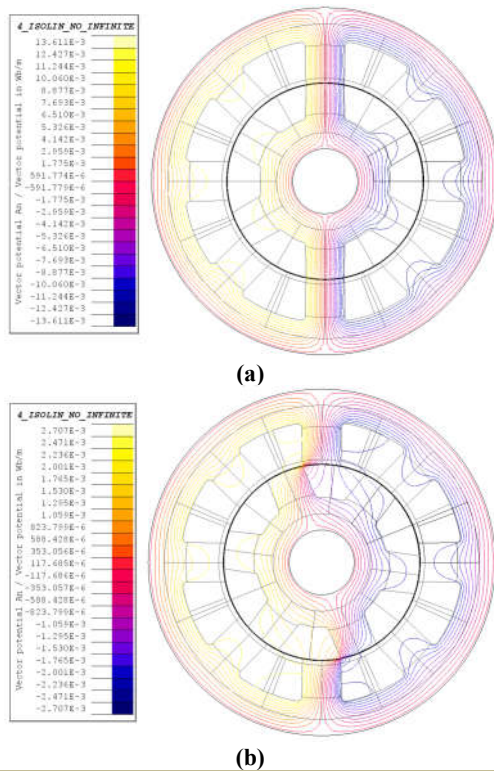 4_ISOLIN_NO_INFINITE
Vector potential An / Vector potential in Wb/m
13.611E-3
12.427E-3
11.244E-3
10.060E-3
8.877E-3
7.693E-3
6.510E-3
5.326E-3
4.142E-3
2.959E-3
1.775E-3
591.774E-6
-591.779E-6
-1.775E-3
-2.959E-3
-4.142E-3
-5.326E-3
-6.510E-3
-7.693E-3
-8.877E-3
-10.060E-3
-11.244E-3
-12.427E-3
-13.611E-3
(a)
4_ISOLIN_NO_INFINITE
Vector potential An / Vector potential in Wb/m
2.707E-3
2.471E-3
2.236E-3
2.001E-3
1.765E-3
1.530E-3
1.295E-3
1.059E-3
823.799E-6
588.428E-6
353.056E-6
117.685E-6
-117.686E-6
-353.057E-6
-588.428E-6
-823.799E-6
-1.059E-3
-1.295E-3
-1.530E-3
-1.765E-3
-2.001E-3
-2.236E-3
-2.471E-3
-2.707E-3
(b)